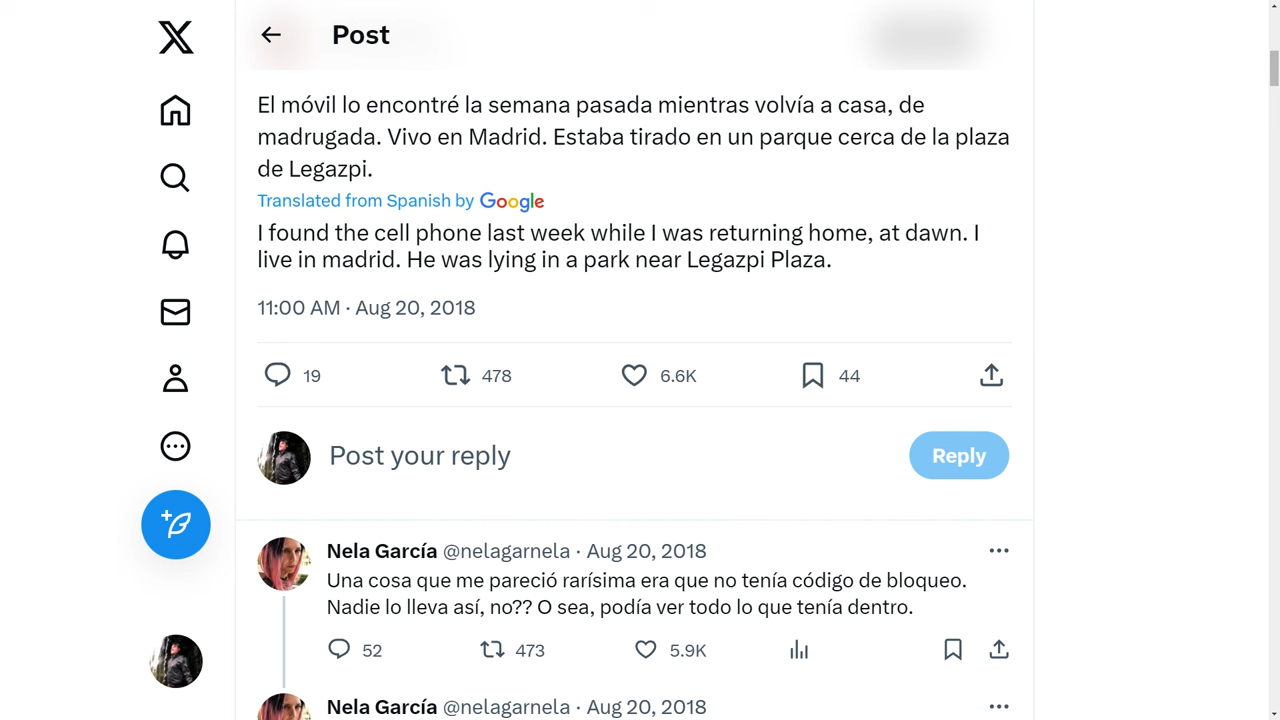 Post
El móvil lo encontré la semana pasada mientras volvía a casa, de
madrugada. Vivo en Madrid. Estaba tirado en un parque cerca de la plaza
de Legazpi.
Translated from Spanish by Google
I found the cell phone last week while I was returning home, at dawn. I
live in madrid. He was lying in a park near Legazpi Plaza.
11:00 AM · Aug 20, 2018
19 478 6.6K 44
Post your reply
Reply
Nela García @nelagarnela · Aug 20, 2018
Una cosa que me pareció rarísima era que no tenía código de bloqueo.
Nadie lo lleva así, no?? O sea, podía ver todo lo que tenía dentro.
52 473 5.9K
Nela García @nelagarnela · Aug 20, 2018